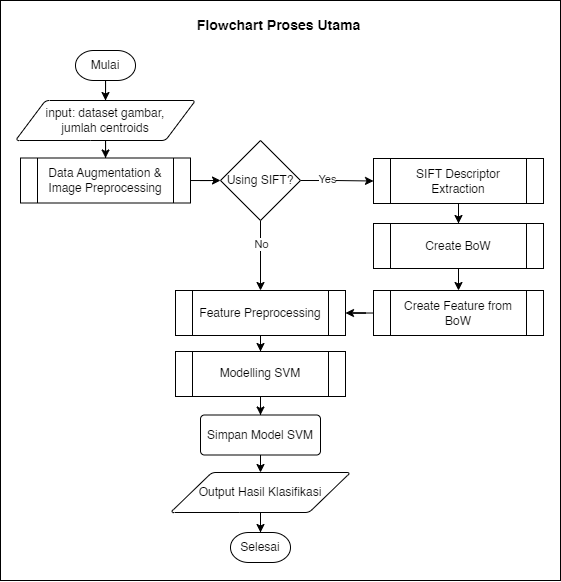 Flowchart Proses Utama
Mulai
input: dataset gambar,
jumlah centroids
Data Augmentation &
Image Preprocessing
Using SIFT?
Yes
SIFT Descriptor
Extraction
Create BoW
No
Feature Preprocessing
Create Feature from
BoW
Modelling SVM
Simpan Model SVM
Output Hasil Klasifikasi
Selesai